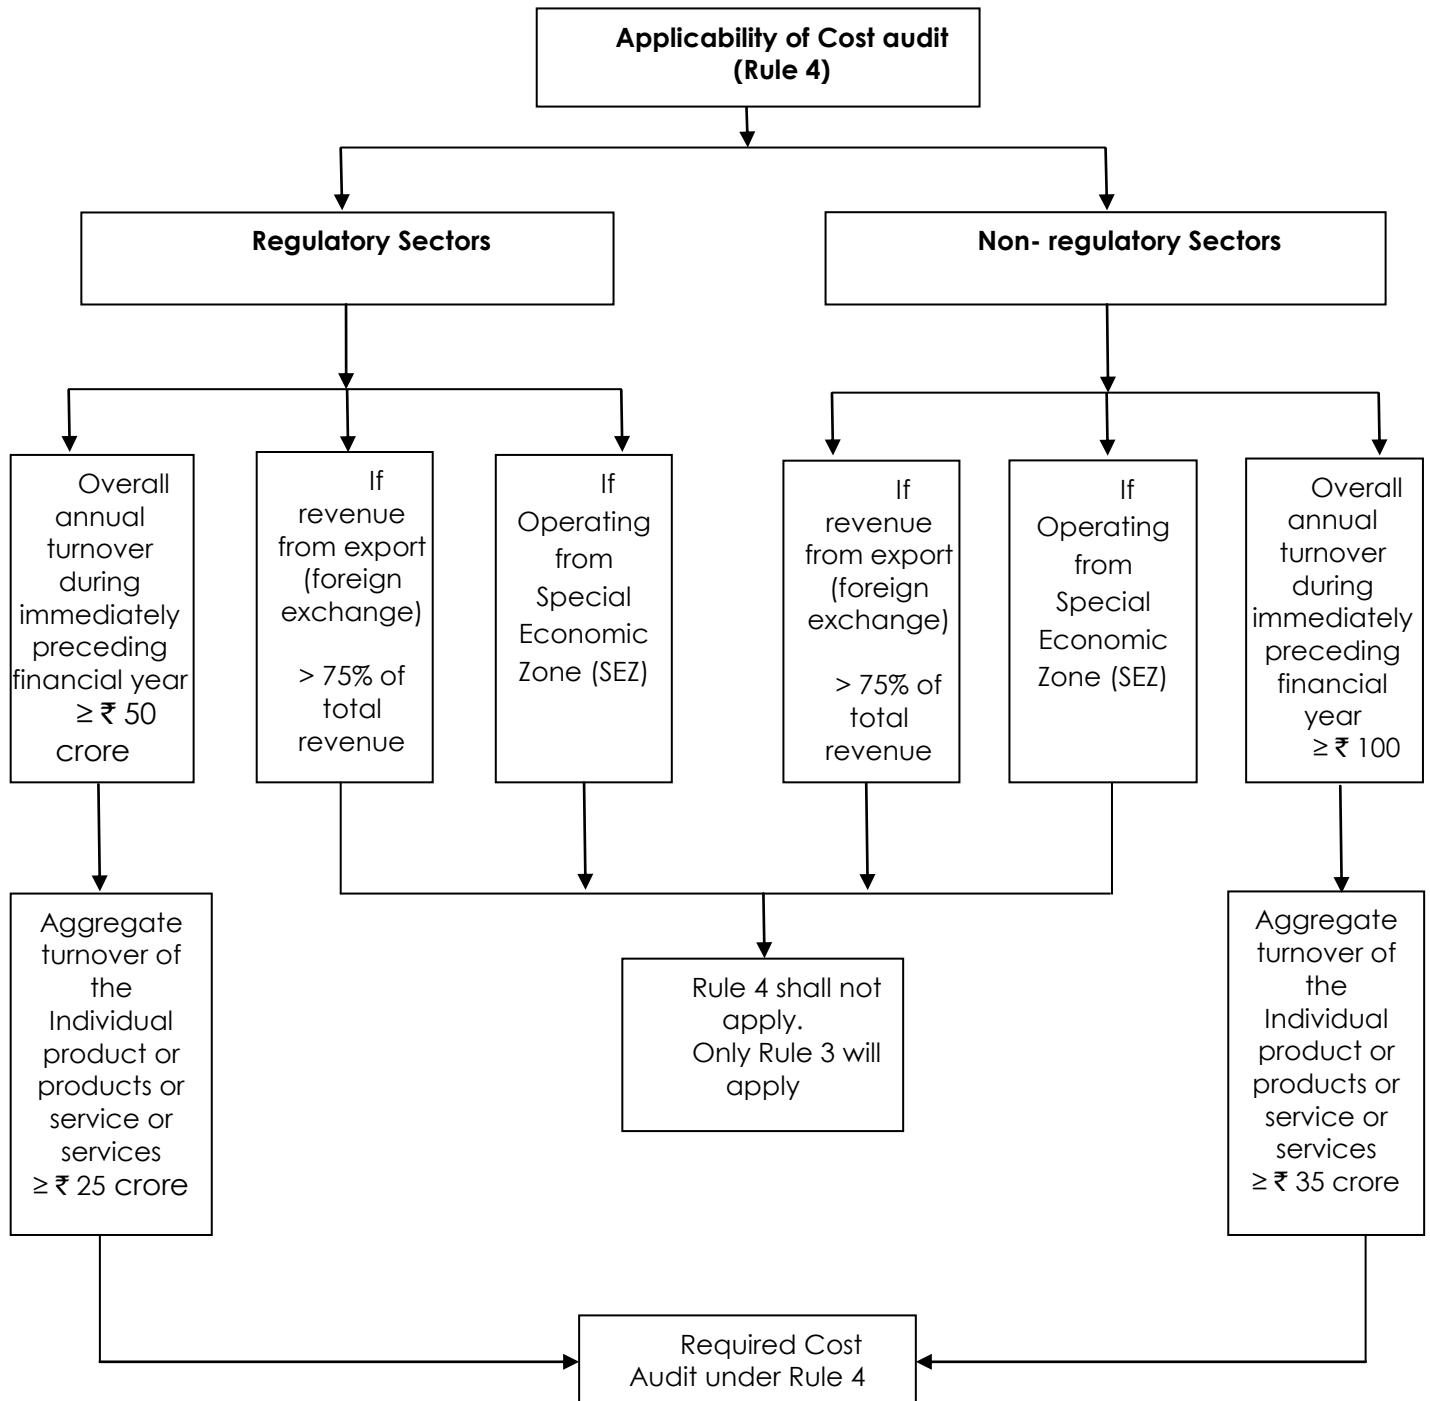 Applicability of Cost audit
(Rule 4)
Regulatory Sectors
Non- regulatory Sectors
Overall
annual
turnover
during
immediately
preceding
financial year
≥ ₹ 50
crore
If
revenue
from export
(foreign
exchange)
> 75% of
total
revenue
If
Operating
from
Special
Economic
Zone (SEZ)
If
revenue
from export
(foreign
exchange)
> 75% of
total
revenue
If
Operating
from
Special
Economic
Zone (SEZ)
Overall
annual
turnover
during
immediately
preceding
financial
year
≥ ₹ 100
Aggregate
turnover of
the
Individual
product or
products or
service or
services
≥ ₹ 25 crore
Rule 4 shall not
apply.
Only Rule 3 will
apply
Aggregate
turnover of
the
Individual
product or
products or
service or
services
≥ ₹ 35 crore
Required Cost
Audit under Rule 4